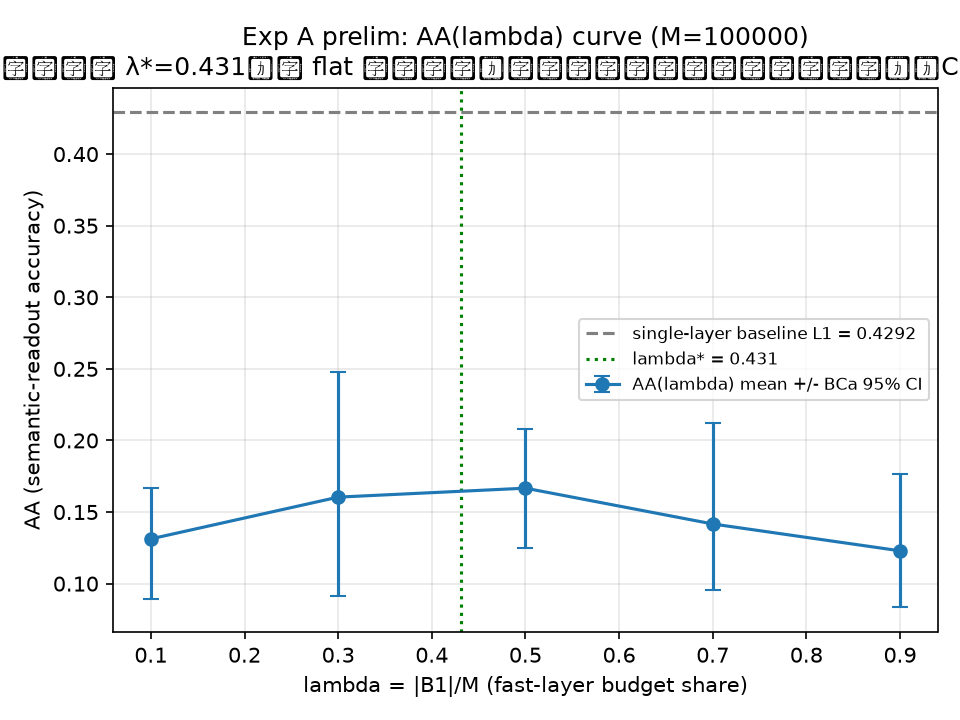 Exp A prelim: AA(lambda) curve (M=100000)
λ*=0.431 flat C
0.40
0.35
0.30
0.25
0.20
0.15
0.10
AA (semantic-readout accuracy)
single-layer baseline L1 = 0.4292
lambda* = 0.431
AA(lambda) mean +/- BCa 95% CI
0.1 0.2 0.3 0.4 0.5 0.6 0.7 0.8 0.9
lambda = |B1|/M (fast-layer budget share)